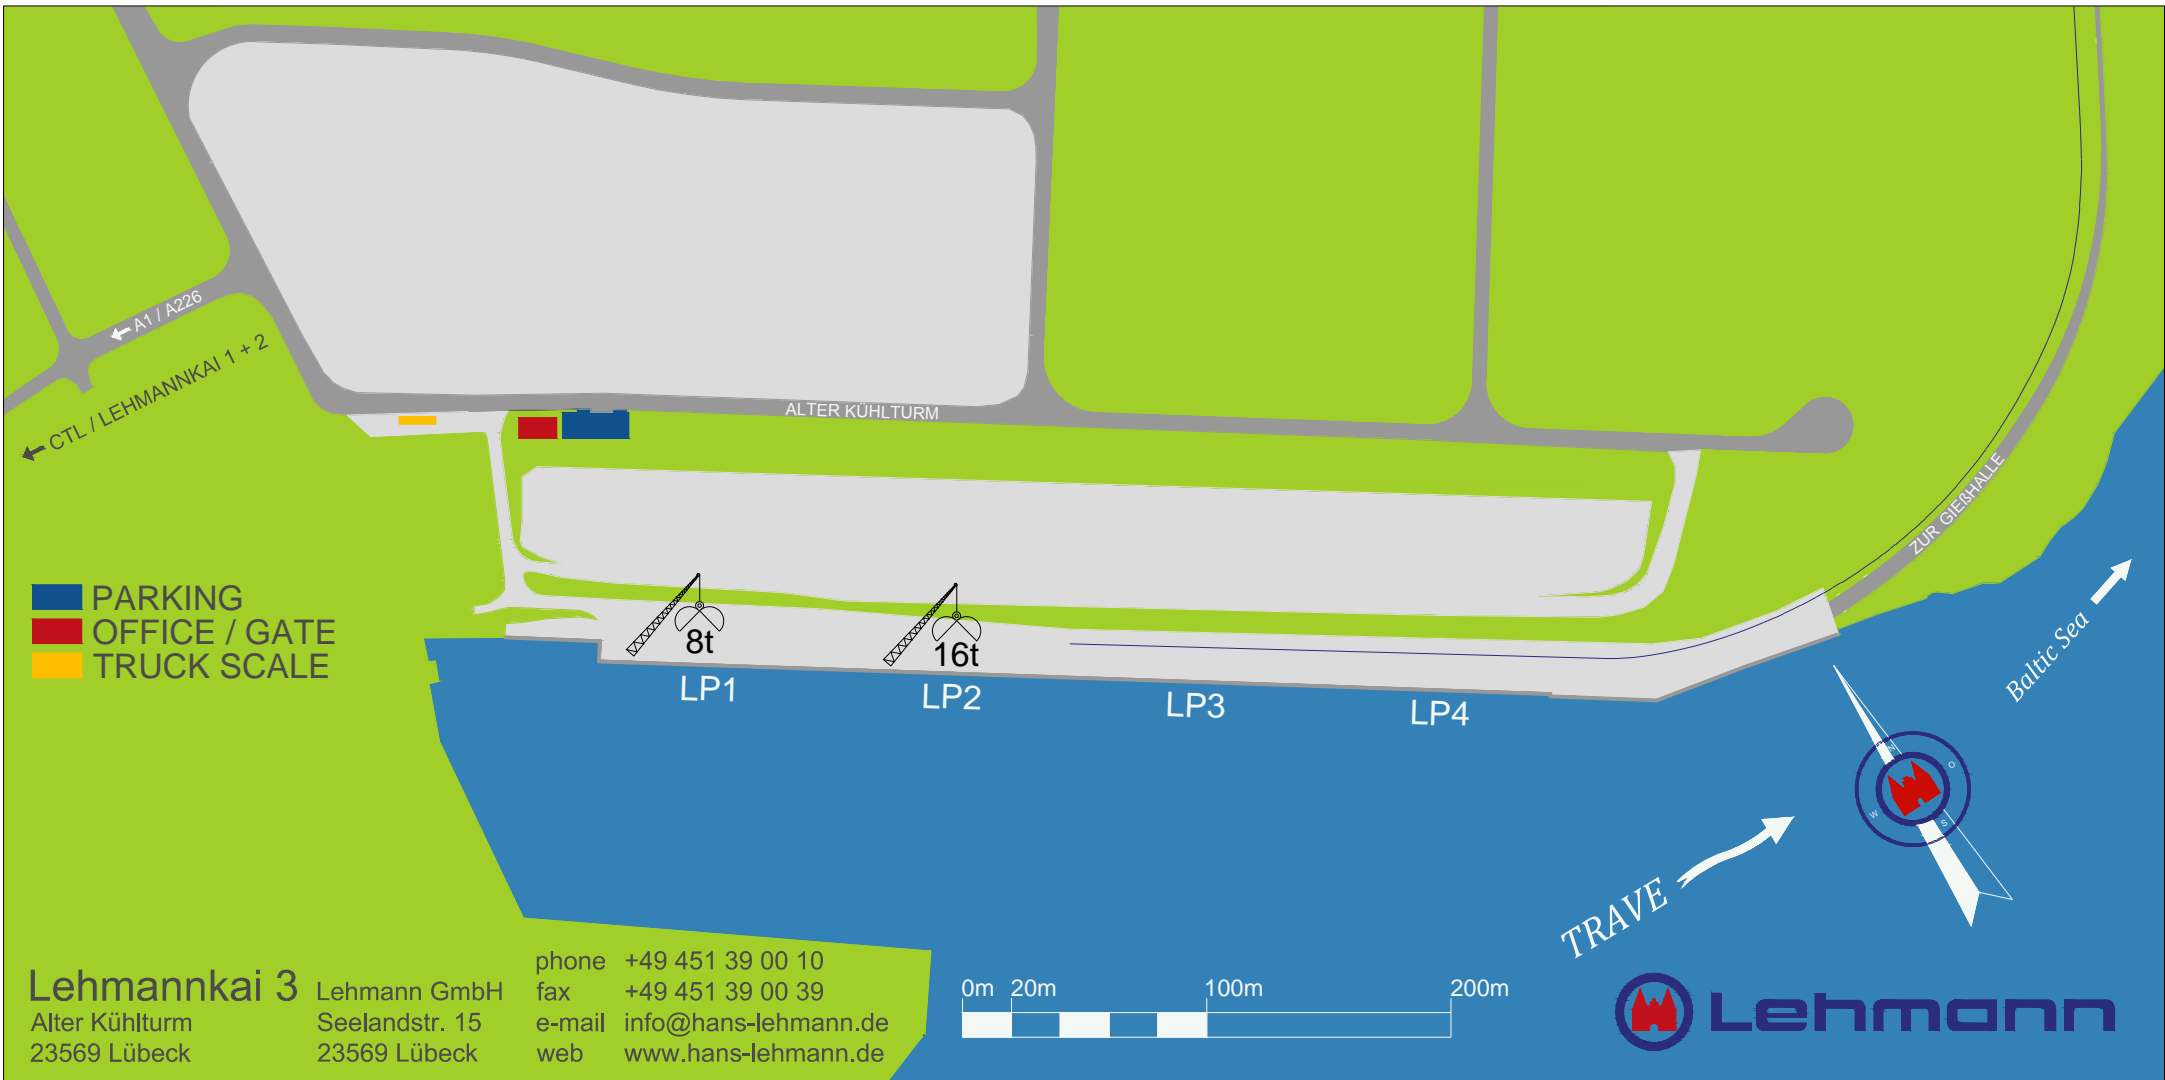 A1 / A226
CTL / LEHMANNKAI 1 + 2
ALTER KÜHLTURM
ZUR GIEßHALLE
PARKING
OFFICE / GATE
TRUCK SCALE
8t
16t
LP1
LP2
LP3
LP4
Baltic Sea
N
O
W
S
TRAVE
Lehmannkai 3
Alter Kühlturm
23569 Lübeck
Lehmann GmbH
Seelandstr. 15
23569 Lübeck
phone +49 451 39 00 10
fax +49 451 39 00 39
e-mail info@hans-lehmann.de
web www.hans-lehmann.de
0m 20m 100m 200m
Lehmann